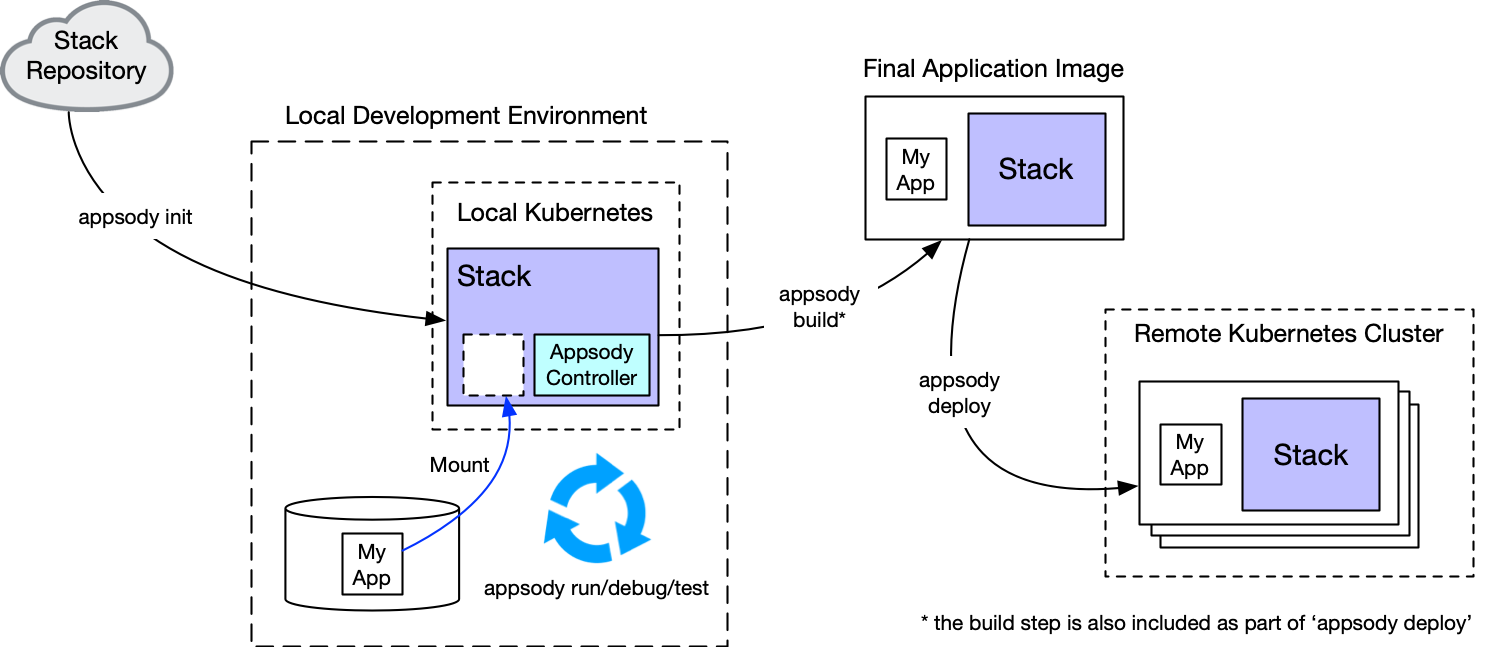 Stack
Repository
appsody init
Local Development Environment
Local Kubernetes
Stack
Appsody
Controller
Mount
My
App
appsody run/debug/test
appsody
build*
Final Application Image
My
App
Stack
appsody
deploy
Remote Kubernetes Cluster
My
App
Stack
* the build step is also included as part of ‘appsody deploy’